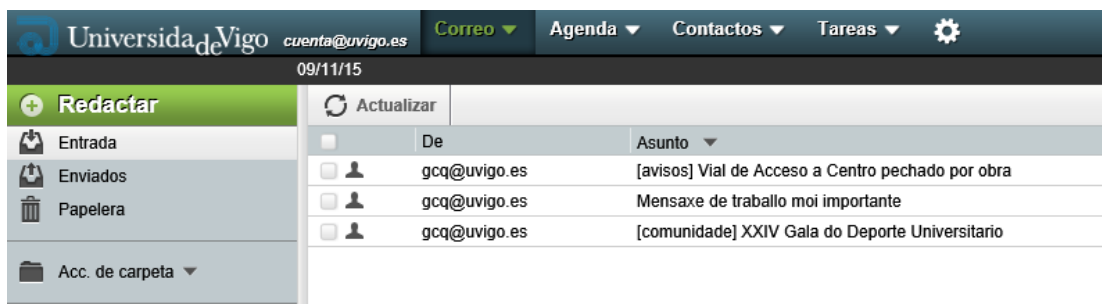 UniversidadeVigo cuenta@uvigo.es Correo Agenda Contactos Tareas
09/11/15
Redactar Actualizar
Entrada De Asunto
Enviados gcq@uvigo.es [avisos] Vial de Acceso a Centro pechado por obra
Papelera gcq@uvigo.es Mensaxe de traballo moi importante
gcq@uvigo.es [comunidade] XXIV Gala do Deporte Universitario
Acc. de carpeta